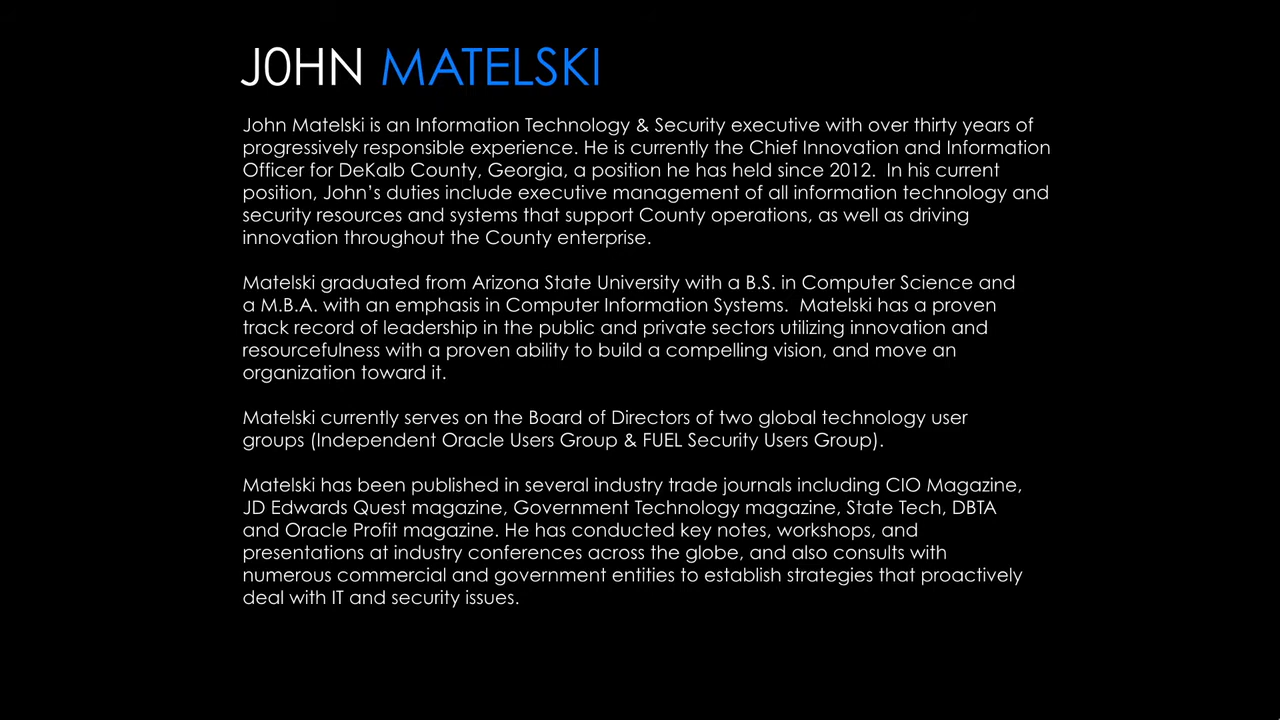 JOHN MATELSKI
John Matelski is an Information Technology & Security executive with over thirty years of
progressively responsible experience. He is currently the Chief Innovation and Information
Officer for DeKalb County, Georgia, a position he has held since 2012.  In his current
position, John's duties include executive management of all information technology and
security resources and systems that support County operations, as well as driving
innovation throughout the County enterprise.
Matelski graduated from Arizona State University with a B.S. in Computer Science and
a M.B.A. with an emphasis in Computer Information Systems.  Matelski has a proven
track record of leadership in the public and private sectors utilizing innovation and
resourcefulness with a proven ability to build a compelling vision, and move an
organization toward it.
Matelski currently serves on the Board of Directors of two global technology user
groups (Independent Oracle Users Group & FUEL Security Users Group).
Matelski has been published in several industry trade journals including CIO Magazine,
JD Edwards Quest magazine, Government Technology magazine, State Tech, DBTA
and Oracle Profit magazine. He has conducted key notes, workshops, and
presentations at industry conferences across the globe, and also consults with
numerous commercial and government entities to establish strategies that proactively
deal with IT and security issues.